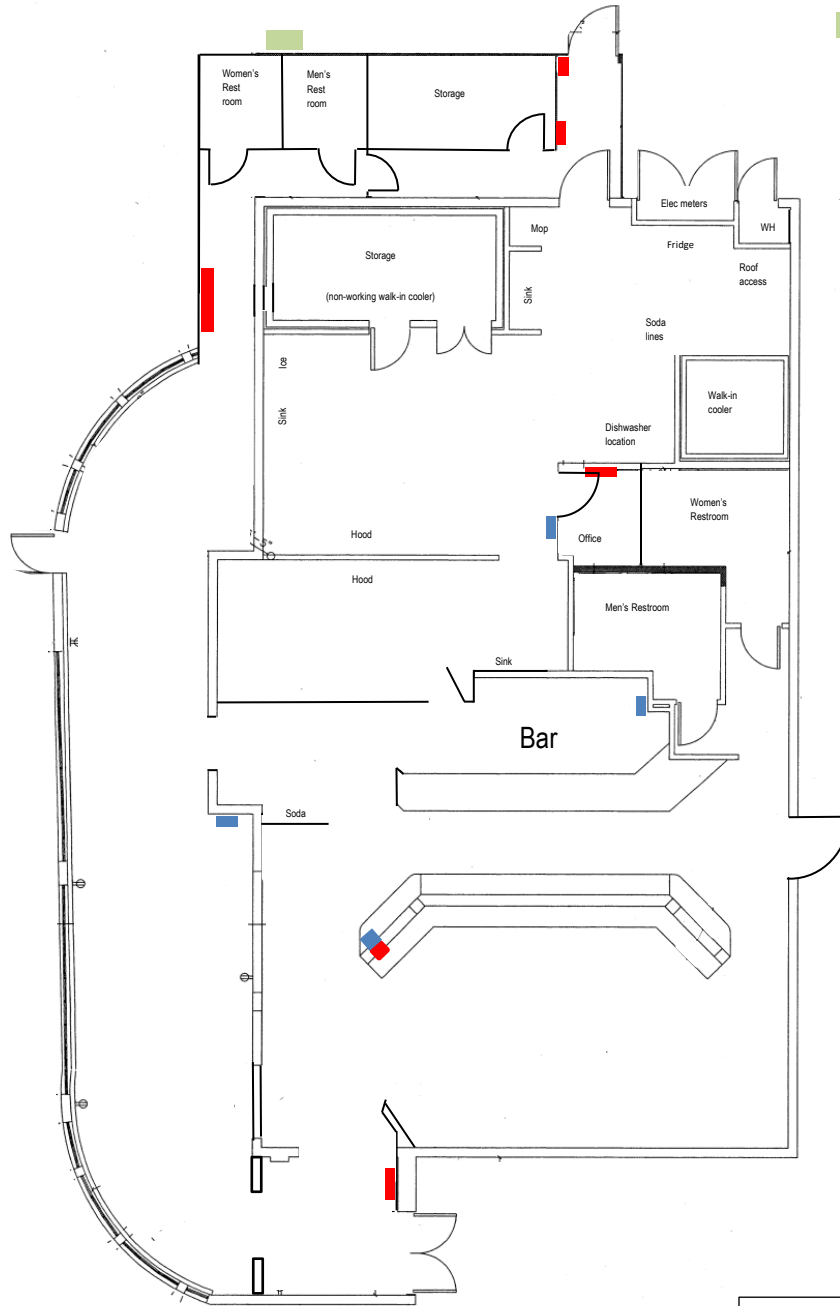 Women's
Rest
room
Men's
Rest
room
Storage
Elec meters
WH
Mop
Fridge
Storage
(non-working walk-in cooler)
Sink
Roof
access
Soda
lines
Ice
Sink
Walk-in
cooler
Dishwasher
location
Women's
Restroom
Office
Hood
Hood
Men's Restroom
Sink
Bar
Soda